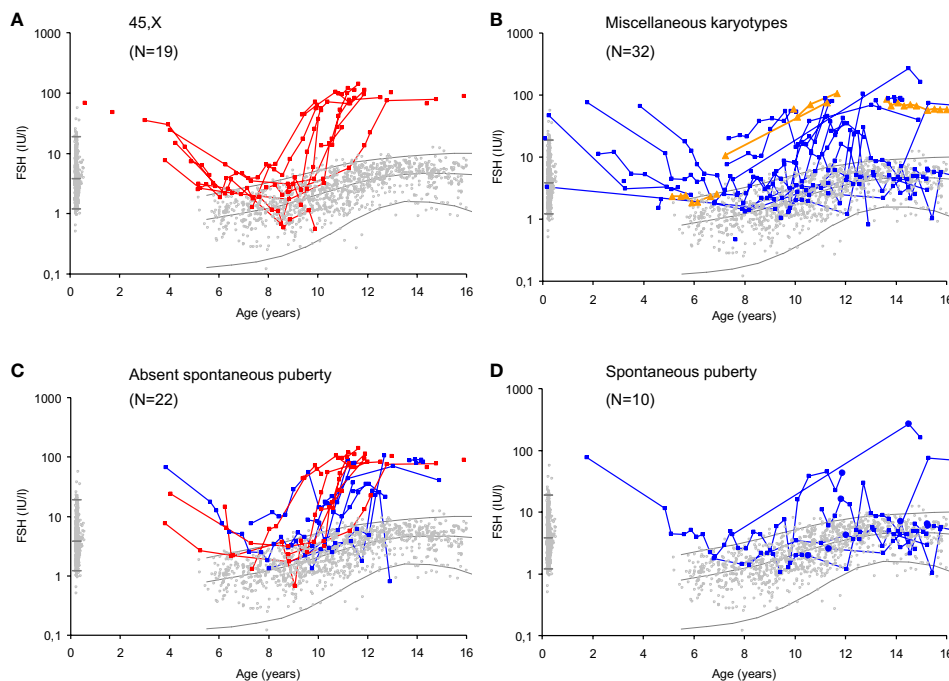 A
45,X
(N=19)
1000
100
10
1
0,1
FSH (IU/l)
0 2 4 6 8 10 12 14 16
Age (years)
B
Miscellaneous karyotypes
(N=32)
1000
100
10
1
0,1
FSH (IU/l)
0 2 4 6 8 10 12 14 16
Age (years)
C
Absent spontaneous puberty
(N=22)
1000
100
10
1
0,1
FSH (IU/l)
0 2 4 6 8 10 12 14 16
Age (years)
D
Spontaneous puberty
(N=10)
1000
100
10
1
0,1
FSH (IU/l)
0 2 4 6 8 10 12 14 16
Age (years)